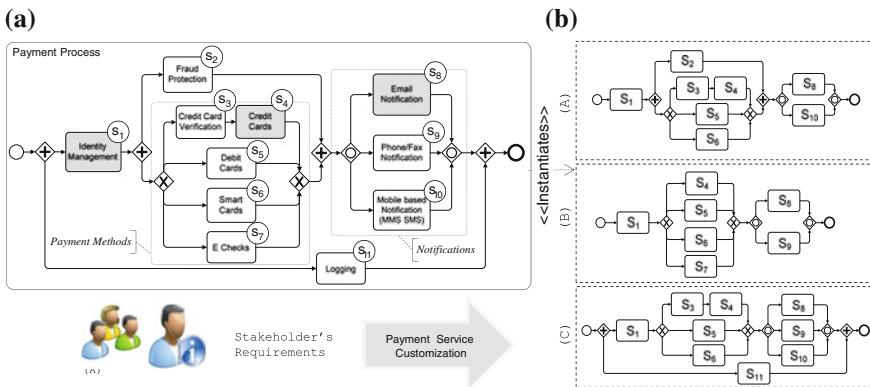 (a)
Payment Process
S2
Fraud
Protection
S3
S4
Credit Card
Verification
Credit
Cards
S1
Identity
Management
S5
Debit
Cards
S6
Smart
Cards
S7
E Checks
Payment Methods
S8
Email
Notification
S9
Phone/Fax
Notification
S10
Mobile based
Notification
(MMS SMS)
Notifications
S11
Logging
(A)
Stakeholder's
Requirements
Payment Service
Customization
<<Instantiates>>
(b)
(A)
S1
S2
S3
S4
S5
S6
S8
S10
(B)
S1
S4
S5
S6
S7
S8
S9
(C)
S1
S3
S4
S5
S6
S8
S9
S10
S11